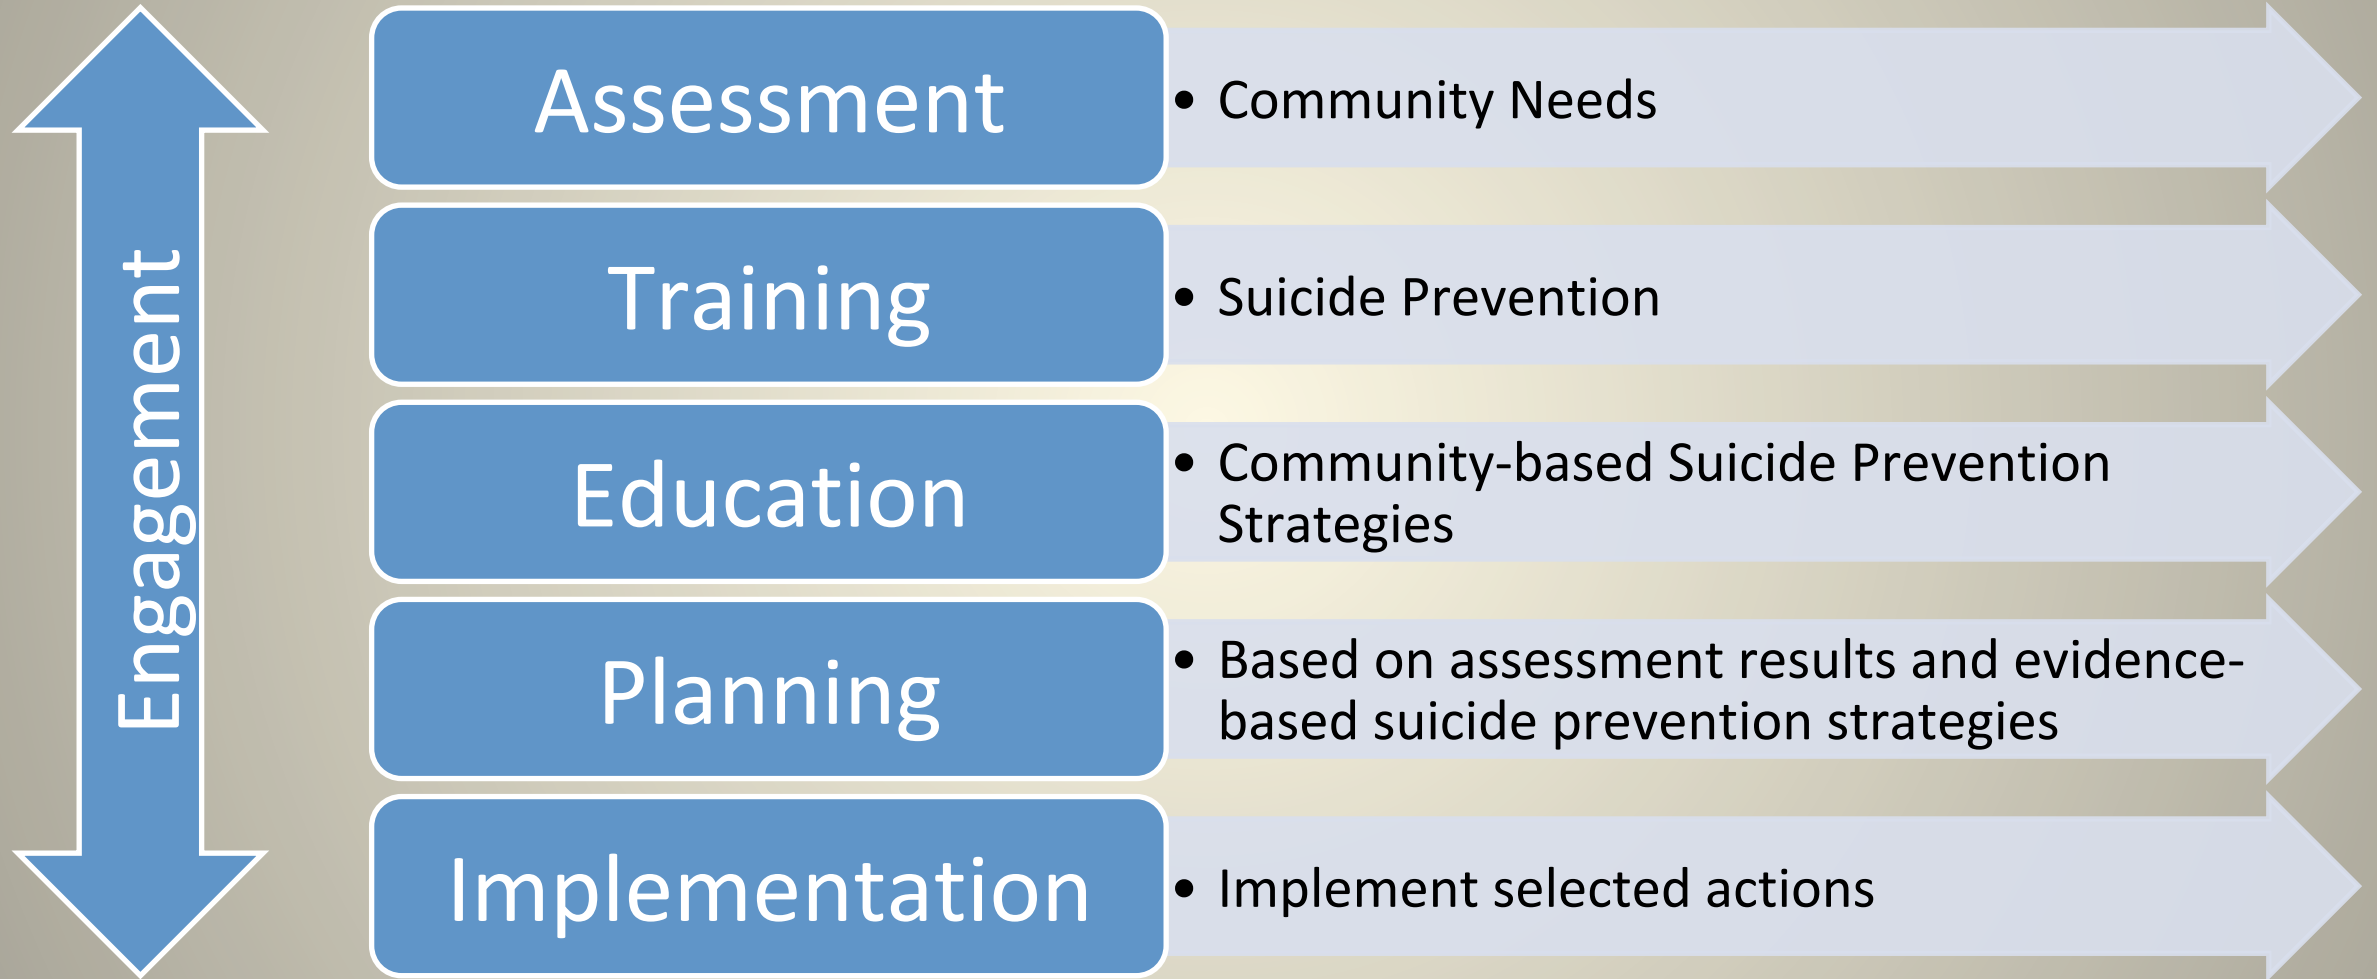 Engagement
Assessment
• Community Needs
Training
• Suicide Prevention
Education
• Community-based Suicide Prevention
Strategies
Planning
• Based on assessment results and evidence-
based suicide prevention strategies
Implementation
• Implement selected actions